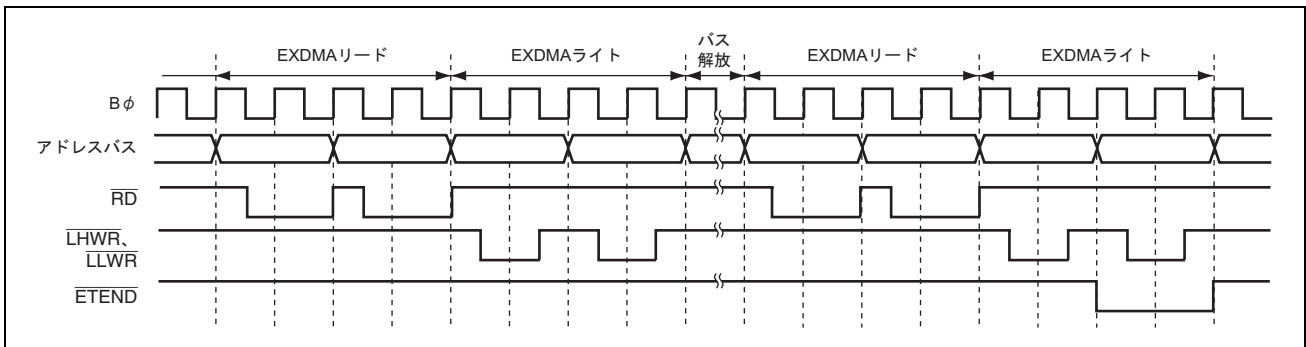 EXDMAリード
EXDMAライト
バス
解放
EXDMAリード
EXDMAライト
Bφ
アドレスバス
RD
LHWR、
LLWR
ETEND